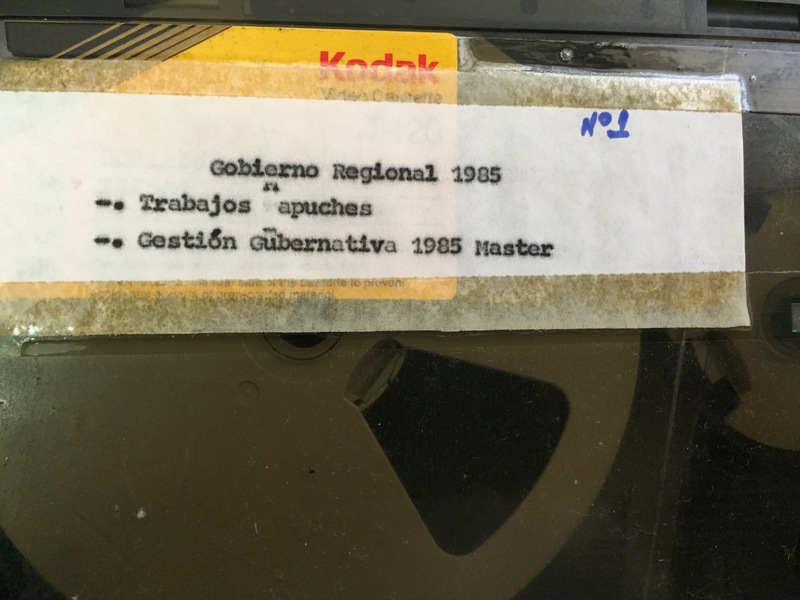 Kodak
Video Cassette
Nº1
Gobierno Regional 1985
-. Trabajos apuches
-. Gestión Gubernativa 1985 Master